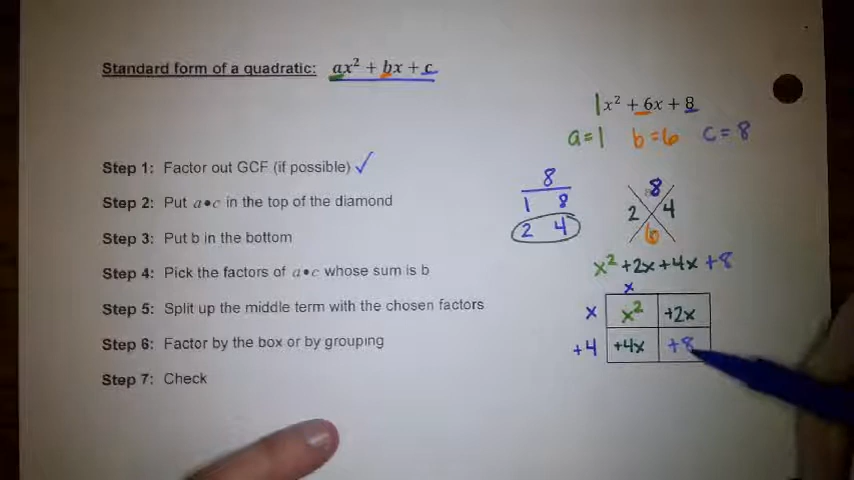 Standard form of a quadratic: ax² + bx + c
1x² + 6x + 8
a=1 b=6 c=8
Step 1: Factor out GCF (if possible) ✓
Step 2: Put a•c in the top of the diamond
Step 3: Put b in the bottom
Step 4: Pick the factors of a•c whose sum is b
Step 5: Split up the middle term with the chosen factors
Step 6: Factor by the box or by grouping
Step 7: Check
8
1 8
2 4
8
2 4
6
x²+2x+4x+8
x
x x² +2x
+4 +4x +8